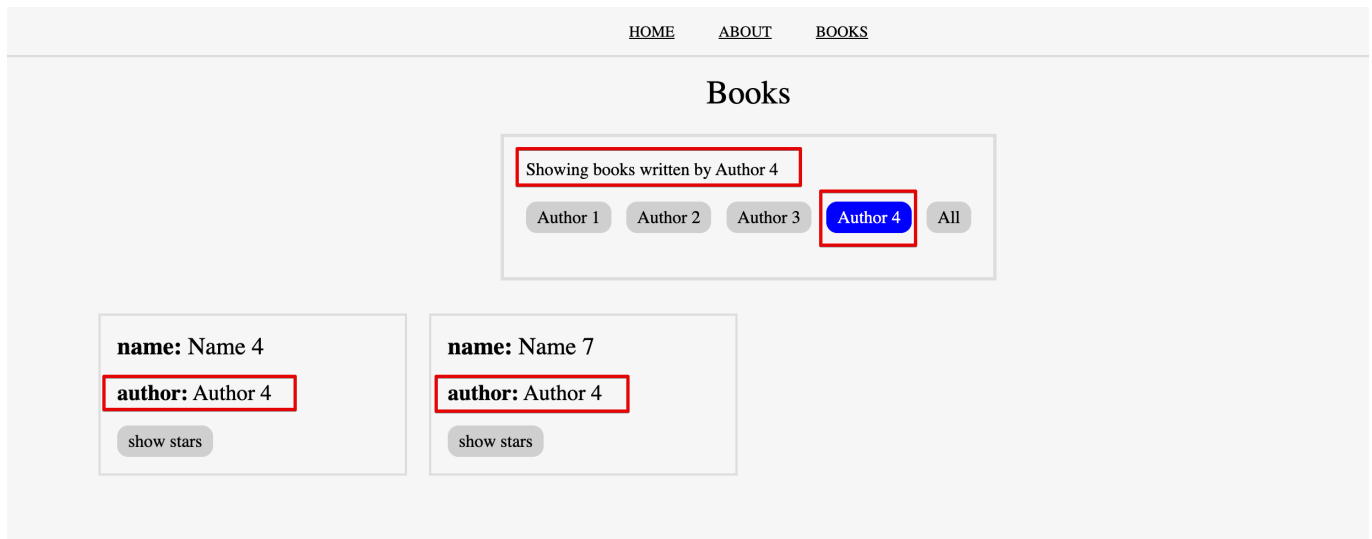 HOME ABOUT BOOKS
Books
Showing books written by Author 4
Author 1 Author 2 Author 3 Author 4 All
name: Name 4
author: Author 4
show stars
name: Name 7
author: Author 4
show stars